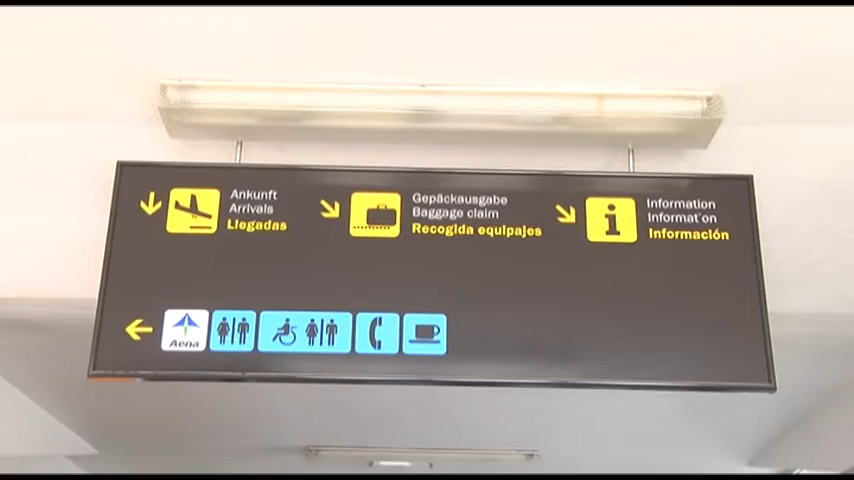 Ankunft
Arrivals
Llegadas
Gepäckausgabe
Baggage claim
Recogida equipajes
Information
Informat on
Información
Aena